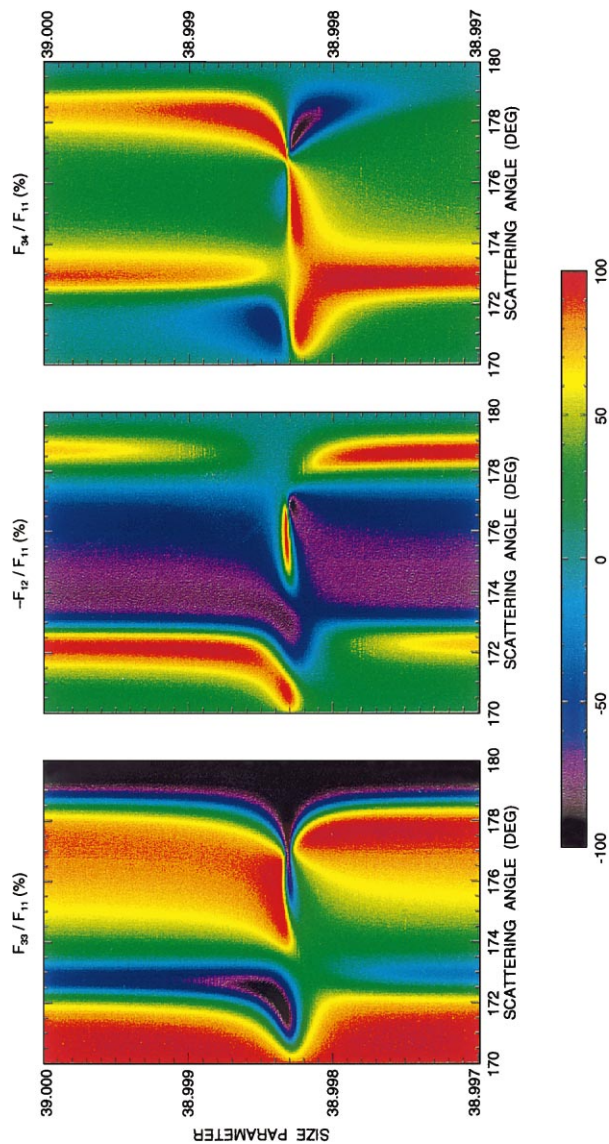 F33 / F11 (%)
−F12 / F11 (%)
F34 / F11 (%)
39.000
38.999
38.998
38.997
SIZE PARAMETER
39.000
38.999
38.998
38.997
170 172 174 176 178 180
170 172 174 176 178 180
170 172 174 176 178 180
SCATTERING ANGLE (DEG)
SCATTERING ANGLE (DEG)
SCATTERING ANGLE (DEG)
-100 -50 0 50 100